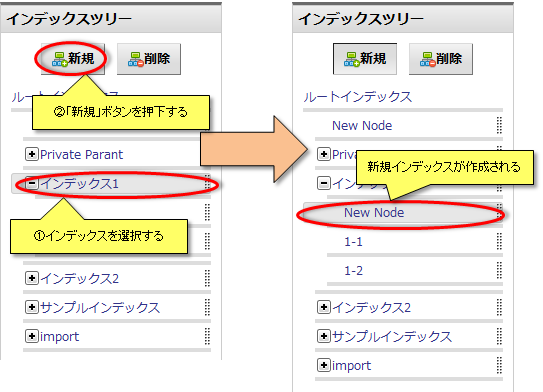 インデックスツリー
新規 削除
ルートインデックス
②「新規」ボタンを押下する
Private Parant
インデックス1
①インデックスを選択する
インデックス2
サンプルインデックス
import
インデックスツリー
新規 削除
ルートインデックス
New Node
Priv
新規インデックスが作成される
インデ
New Node
1-1
1-2
インデックス2
サンプルインデックス
import